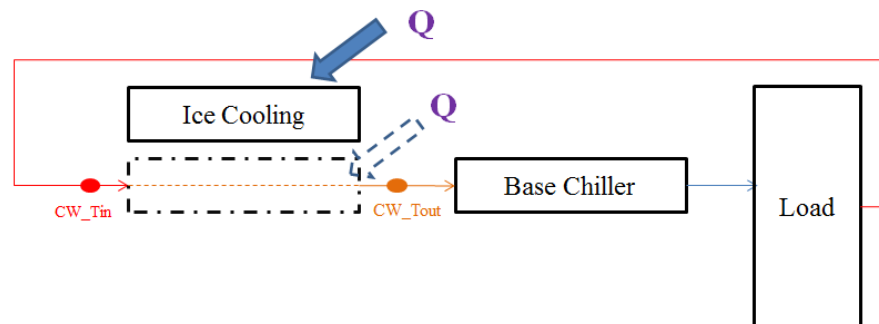 Q
Ice Cooling
Q
CW_Tin
CW_Tout
Base Chiller
Load